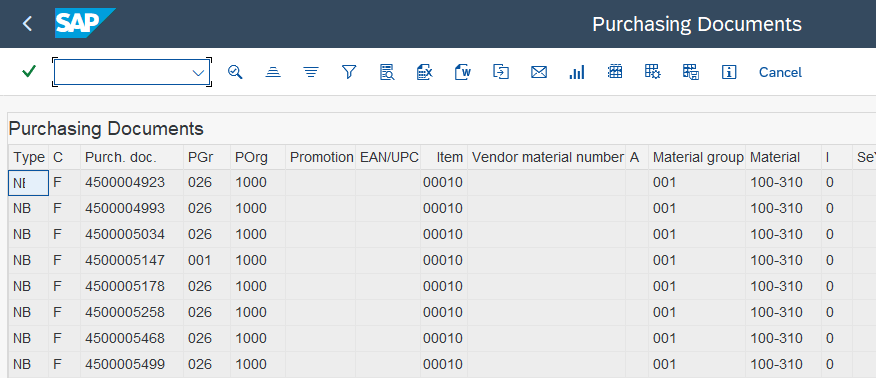 SAP Purchasing Documents
Cancel
Purchasing Documents
Type C Purch. doc. PGr POrg Promotion EAN/UPC Item Vendor material number A Material group Material I SeY
NB F 4500004923 026 1000 00010 001 100-310 0
NB F 4500004993 026 1000 00010 001 100-310 0
NB F 4500005034 026 1000 00010 001 100-310 0
NB F 4500005147 001 1000 00010 001 100-310 0
NB F 4500005178 026 1000 00010 001 100-310 0
NB F 4500005258 026 1000 00010 001 100-310 0
NB F 4500005468 026 1000 00010 001 100-310 0
NB F 4500005499 026 1000 00010 001 100-310 0